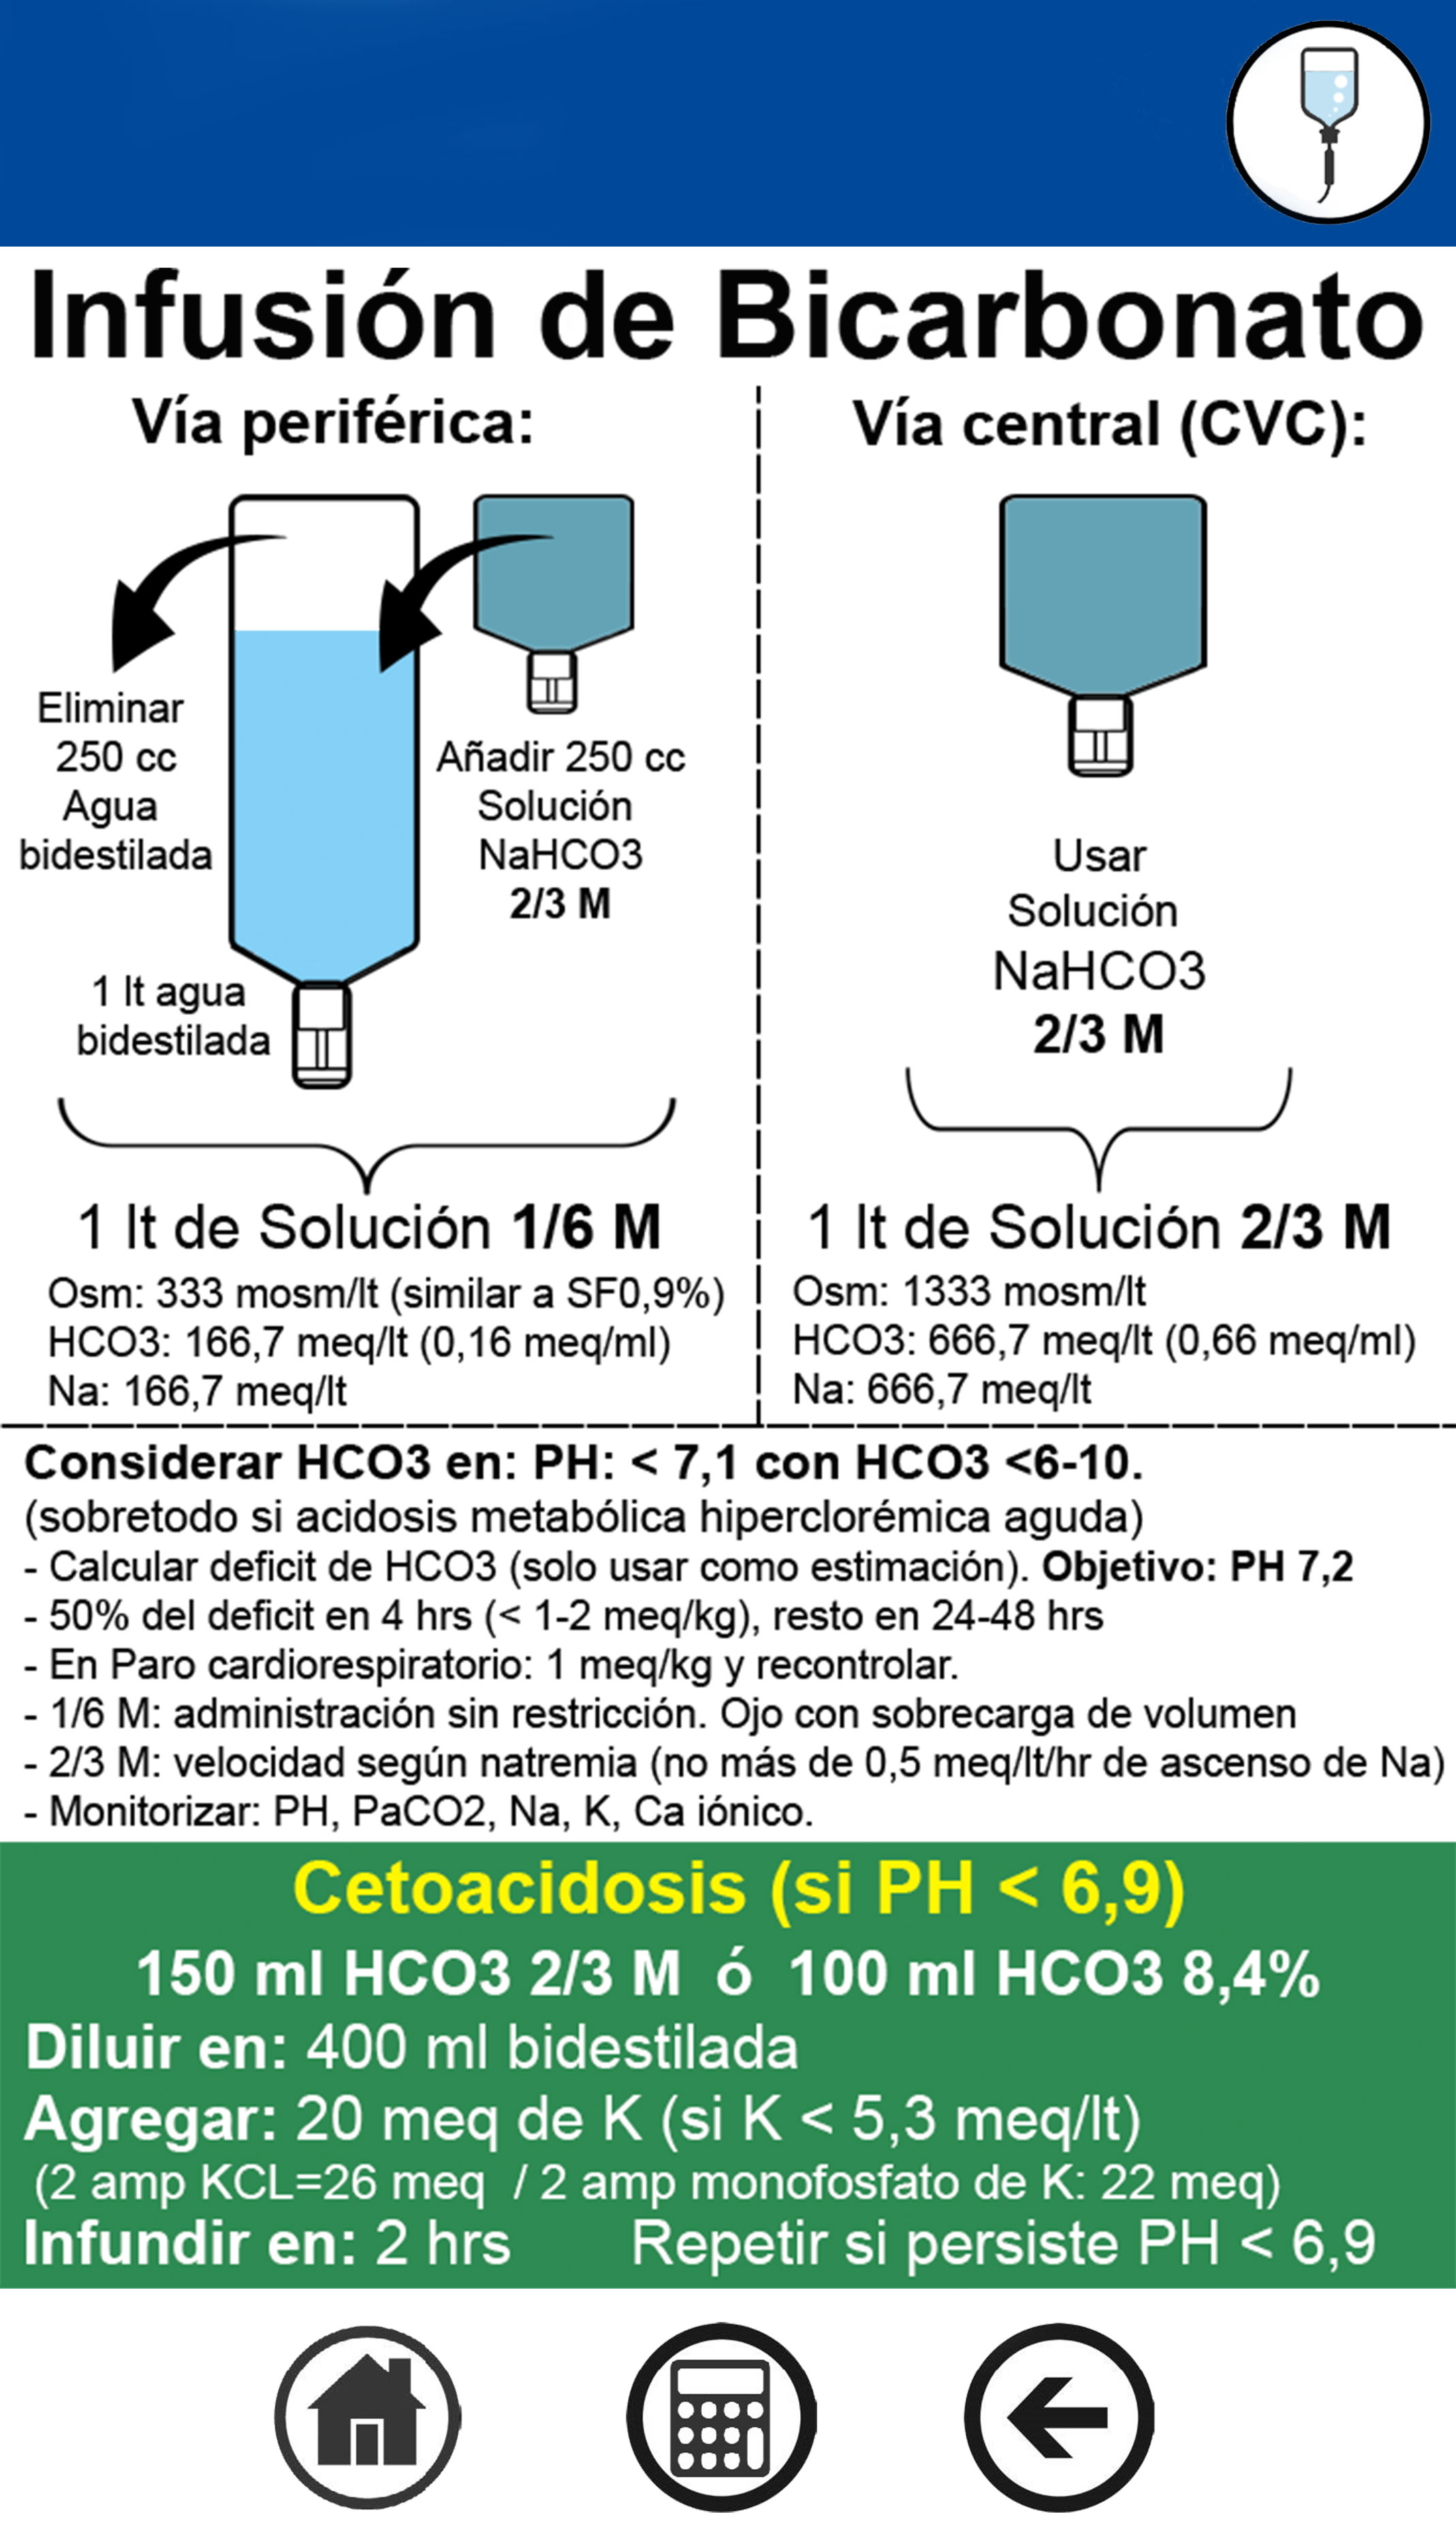 Infusión de Bicarbonato
Vía periférica:
Eliminar
250 cc
Agua
bidestilada
Añadir 250 cc
Solución
NaHCO3
2/3 M
1 lt agua
bidestilada
1 lt de Solución 1/6 M
Osm: 333 mosm/lt (similar a SF0,9%)
HCO3: 166,7 meq/lt (0,16 meq/ml)
Na: 166,7 meq/lt
Vía central (CVC):
Usar
Solución
NaHCO3
2/3 M
1 lt de Solución 2/3 M
Osm: 1333 mosm/lt
HCO3: 666,7 meq/lt (0,66 meq/ml)
Na: 666,7 meq/lt
Considerar HCO3 en: PH: < 7,1 con HCO3 <6-10.
(sobretodo si acidosis metabólica hiperclorémica aguda)
- Calcular deficit de HCO3 (solo usar como estimación). Objetivo: PH 7,2
- 50% del deficit en 4 hrs (< 1-2 meq/kg), resto en 24-48 hrs
- En Paro cardiorespiratorio: 1 meq/kg y recontrolar.
- 1/6 M: administración sin restricción. Ojo con sobrecarga de volumen
- 2/3 M: velocidad según natremia (no más de 0,5 meq/lt/hr de ascenso de Na)
- Monitorizar: PH, PaCO2, Na, K, Ca iónico.
Cetoacidosis (si PH < 6,9)
150 ml HCO3 2/3 M ó 100 ml HCO3 8,4%
Diluir en: 400 ml bidestilada
Agregar: 20 meq de K (si K < 5,3 meq/lt)
(2 amp KCL=26 meq / 2 amp monofosfato de K: 22 meq)
Infundir en: 2 hrs Repetir si persiste PH < 6,9